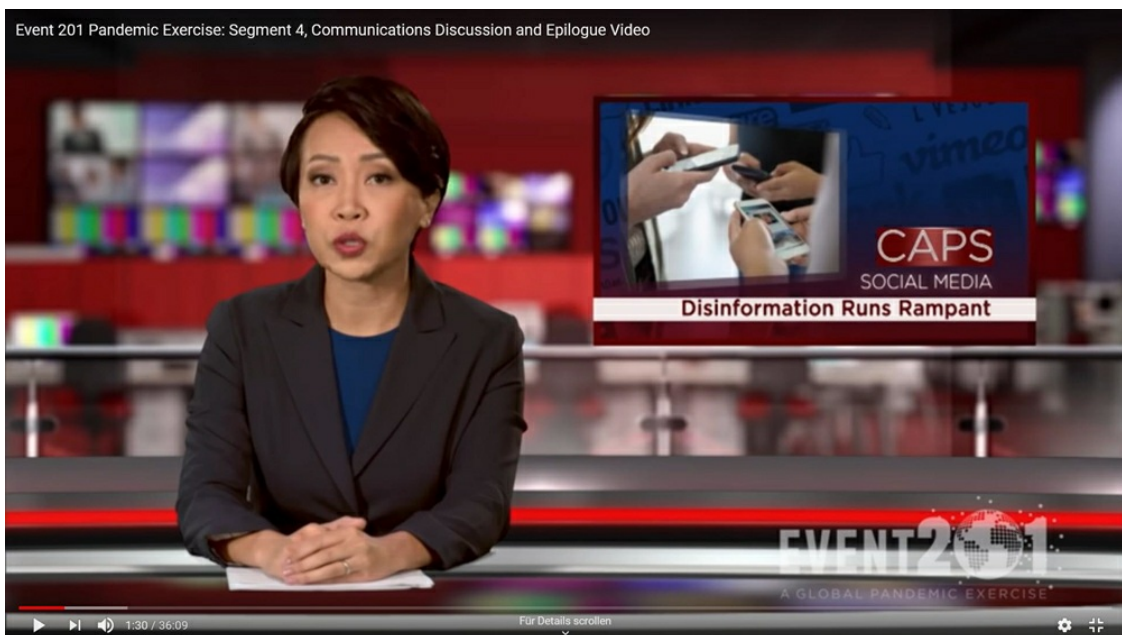 Event 201 Pandemic Exercise: Segment 4, Communications Discussion and Epilogue Video
vimeo
CAPS
SOCIAL MEDIA
Disinformation Runs Rampant
EVENT201
A GLOBAL PANDEMIC EXERCISE
1:30 / 36:09
Für Details scrollen